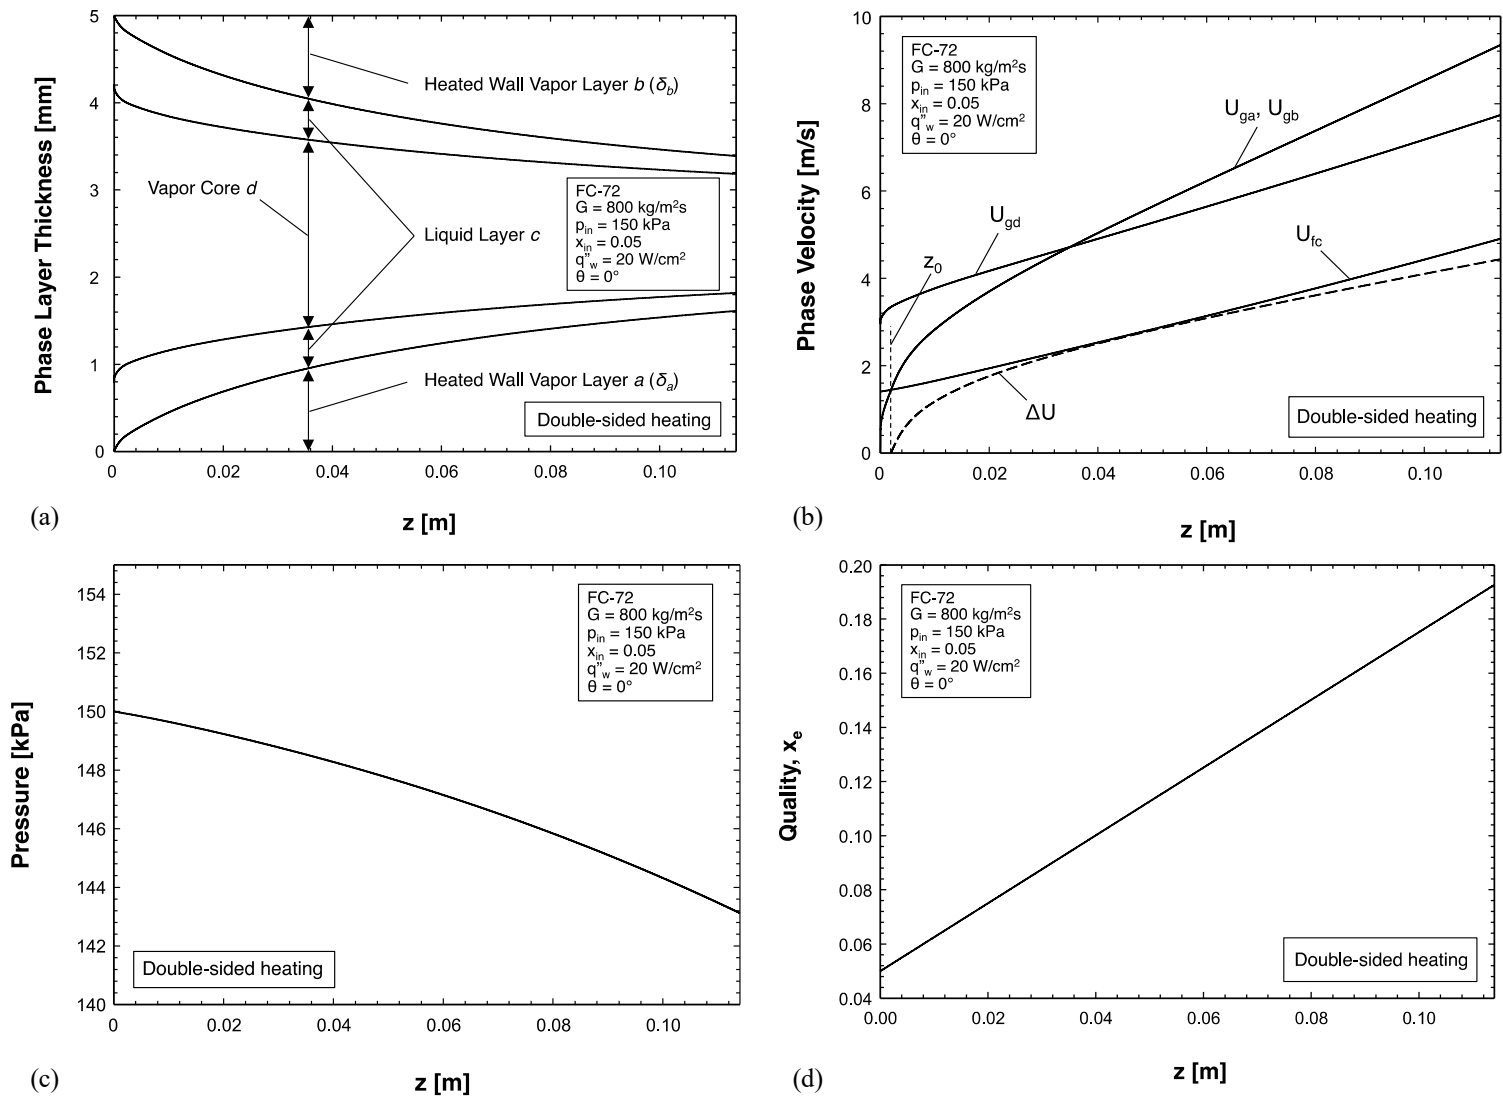 Phase Layer Thickness [mm]
5
4
3
2
1
0
Heated Wall Vapor Layer b (δb)
Vapor Core d
Liquid Layer c
FC-72
G = 800 kg/m²s
pin = 150 kPa
xin = 0.05
q"w = 20 W/cm²
θ = 0°
Heated Wall Vapor Layer a (δa)
Double-sided heating
0 0.02 0.04 0.06 0.08 0.10
z [m]
(a)
Phase Velocity [m/s]
10
8
6
4
2
0
FC-72
G = 800 kg/m²s
pin = 150 kPa
xin = 0.05
q"w = 20 W/cm²
θ = 0°
Uga, Ugb
Ugd
Ufc
z0
ΔU
Double-sided heating
0 0.02 0.04 0.06 0.08 0.10
z [m]
(b)
Pressure [kPa]
154
152
150
148
146
144
142
140
FC-72
G = 800 kg/m²s
pin = 150 kPa
xin = 0.05
q"w = 20 W/cm²
θ = 0°
Double-sided heating
0 0.02 0.04 0.06 0.08 0.10
z [m]
(c)
Quality, xe
0.20
0.18
0.16
0.14
0.12
0.10
0.08
0.06
0.04
FC-72
G = 800 kg/m²s
pin = 150 kPa
xin = 0.05
q"w = 20 W/cm²
θ = 0°
Double-sided heating
0.00 0.02 0.04 0.06 0.08 0.10
z [m]
(d)